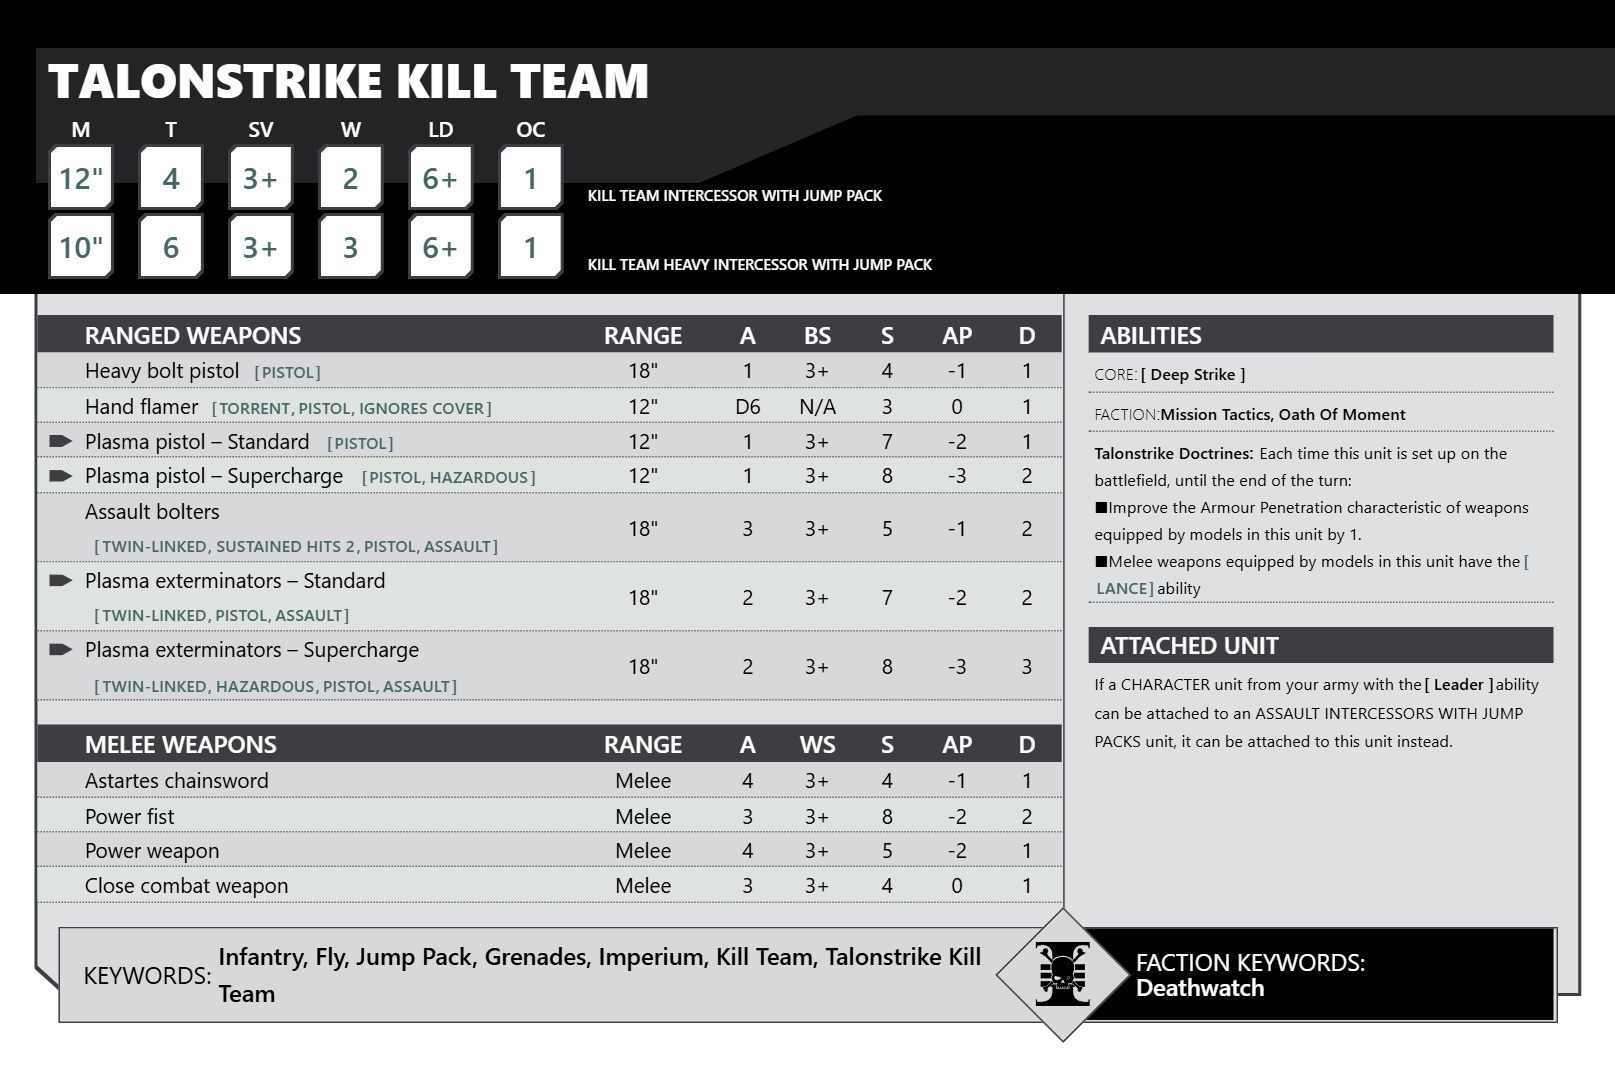 TALONSTRIKE KILL TEAM
M T SV W LD OC
12" 4 3+ 2 6+ 1 KILL TEAM INTERCESSOR WITH JUMP PACK
10" 6 3+ 3 6+ 1 KILL TEAM HEAVY INTERCESSOR WITH JUMP PACK
RANGED WEAPONS RANGE A BS S AP D
Heavy bolt pistol [PISTOL] 18" 1 3+ 4 -1 1
Hand flamer [TORRENT, PISTOL, IGNORES COVER] 12" D6 N/A 3 0 1
Plasma pistol – Standard [PISTOL] 12" 1 3+ 7 -2 1
Plasma pistol – Supercharge [PISTOL, HAZARDOUS] 12" 1 3+ 8 -3 2
Assault bolters
18" 3 3+ 5 -1 2
[TWIN-LINKED, SUSTAINED HITS 2, PISTOL, ASSAULT]
Plasma exterminators – Standard
18" 2 3+ 7 -2 2
[TWIN-LINKED, PISTOL, ASSAULT]
Plasma exterminators – Supercharge
18" 2 3+ 8 -3 3
[TWIN-LINKED, HAZARDOUS, PISTOL, ASSAULT]
MELEE WEAPONS RANGE A WS S AP D
Astartes chainsword Melee 4 3+ 4 -1 1
Power fist Melee 3 3+ 8 -2 2
Power weapon Melee 4 3+ 5 -2 1
Close combat weapon Melee 3 3+ 4 0 1
ABILITIES
CORE: [ Deep Strike ]
FACTION:Mission Tactics, Oath Of Moment
Talonstrike Doctrines: Each time this unit is set up on the
battlefield, until the end of the turn:
■Improve the Armour Penetration characteristic of weapons
equipped by models in this unit by 1.
■Melee weapons equipped by models in this unit have the [
LANCE] ability
ATTACHED UNIT
If a CHARACTER unit from your army with the [ Leader ] ability
can be attached to an ASSAULT INTERCESSORS WITH JUMP
PACKS unit, it can be attached to this unit instead.
KEYWORDS: Infantry, Fly, Jump Pack, Grenades, Imperium, Kill Team, Talonstrike Kill
Team
FACTION KEYWORDS:
Deathwatch